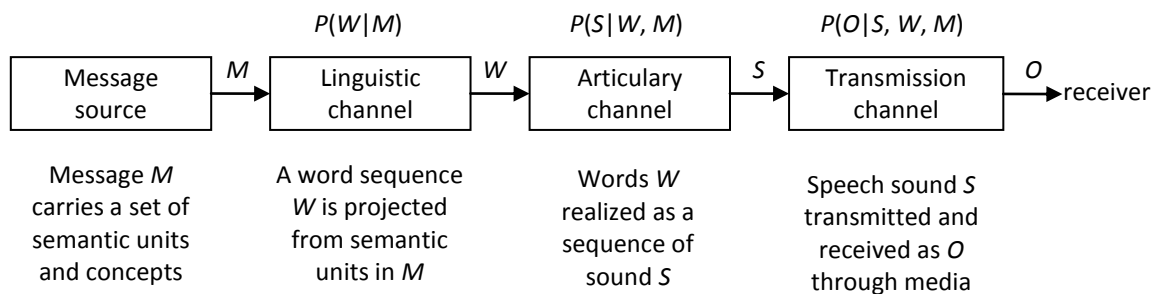 P(W|M)
P(S|W, M)
P(O|S, W, M)
Message
source
M
Linguistic
channel
W
Articulary
channel
S
Transmission
channel
O
receiver
Message M
carries a set of
semantic units
and concepts
A word sequence
W is projected
from semantic
units in M
Words W
realized as a
sequence of
sound S
Speech sound S
transmitted and
received as O
through media